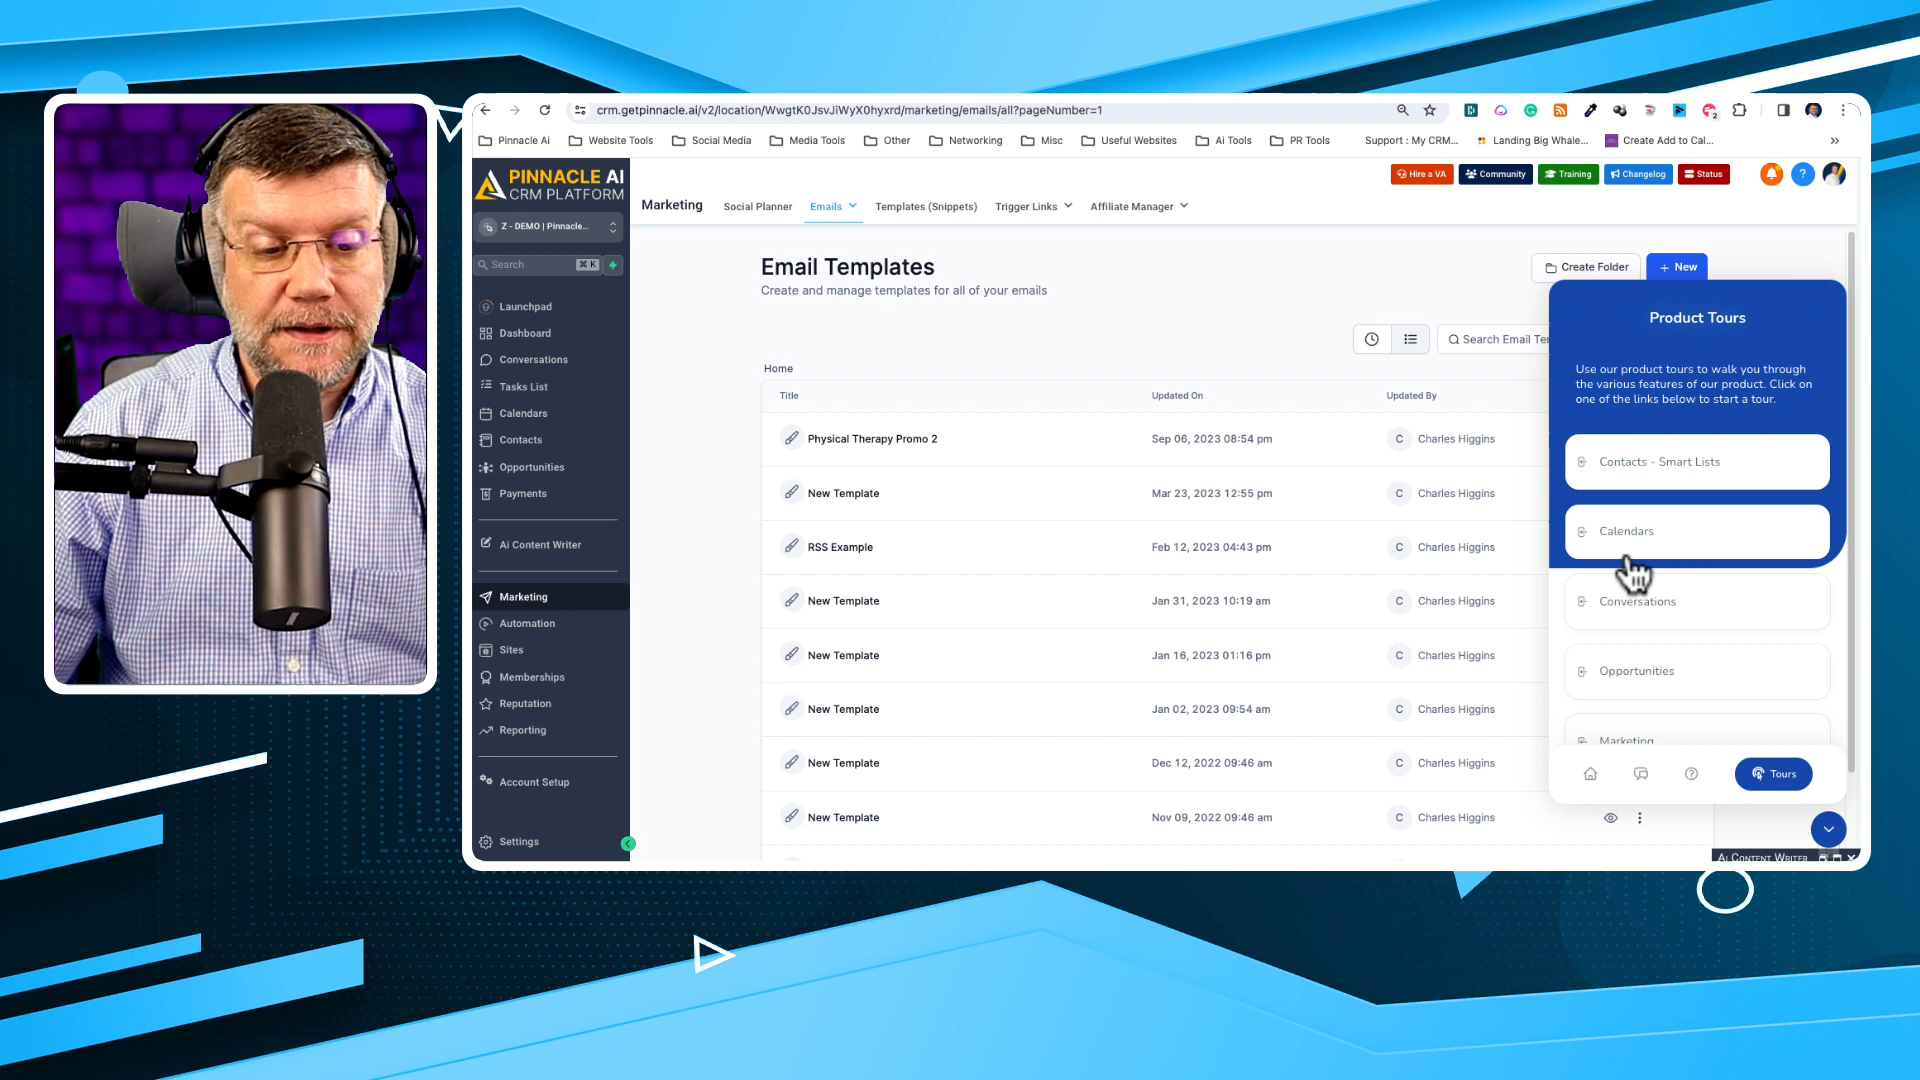 crm.getpinnacle.ai/v2/location/WwgtK0JsvJiWyX0hyxrd/marketing/emails/all?pageNumber=1
2
Pinnacle Ai
Website Tools
Social Media
Media Tools
Other
Networking
Misc
Useful Websites
Ai Tools
PR Tools
Support : My CRM...
Landing Big Whale...
Create Add to Cal...
»
PINNACLE AI
CRM PLATFORM
Z - DEMO | Pinnacle...
Search
⌘ K
Launchpad
Dashboard
Conversations
Tasks List
Calendars
Contacts
Opportunities
Payments
Ai Content Writer
Marketing
Automation
Sites
Memberships
Reputation
Reporting
Account Setup
Settings
Hire a VA
Community
Training
Changelog
Status
?
Marketing
Social Planner
Emails
Templates (Snippets)
Trigger Links
Affiliate Manager
Email Templates
Create and manage templates for all of your emails
Create Folder
+ New
Search Email Te
Home
Title
Updated On
Updated By
Physical Therapy Promo 2
Sep 06, 2023 08:54 pm
C
Charles Higgins
New Template
Mar 23, 2023 12:55 pm
C
Charles Higgins
RSS Example
Feb 12, 2023 04:43 pm
C
Charles Higgins
New Template
Jan 31, 2023 10:19 am
C
Charles Higgins
New Template
Jan 16, 2023 01:16 pm
C
Charles Higgins
New Template
Jan 02, 2023 09:54 am
C
Charles Higgins
New Template
Dec 12, 2022 09:46 am
C
Charles Higgins
New Template
Nov 09, 2022 09:46 am
C
Charles Higgins
Product Tours
Use our product tours to walk you through
the various features of our product. Click on
one of the links below to start a tour.
Contacts - Smart Lists
Calendars
Conversations
Opportunities
Marketing
Tours
Ai Content Writer